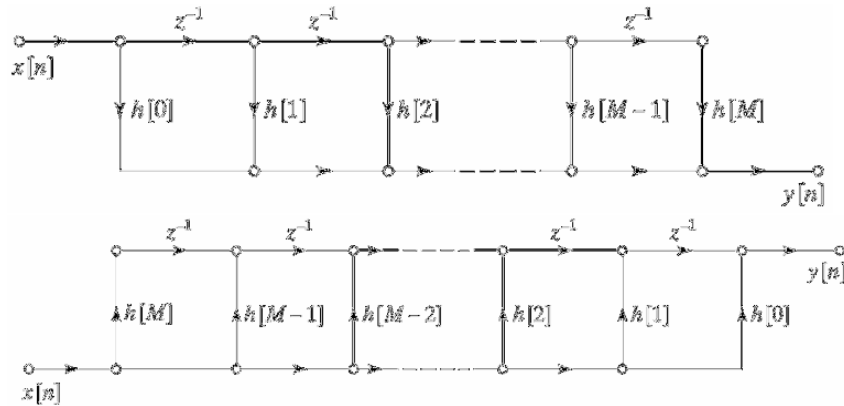 z⁻¹ z⁻¹ z⁻¹
x[n]
h[0] h[1] h[2] h[M−1] h[M]
y[n]
z⁻¹ z⁻¹ z⁻¹ z⁻¹
y[n]
h[M] h[M−1] h[M−2] h[2] h[1] h[0]
x[n]